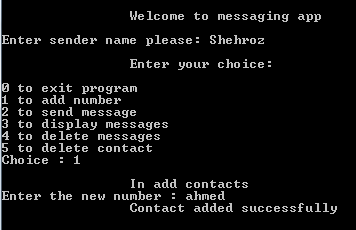 Welcome to messaging app
Enter sender name please: Shehroz
Enter your choice:
0 to exit program
1 to add number
2 to send message
3 to display messages
4 to delete messages
5 to delete contact
Choice : 1
In add contacts
Enter the new number : ahmed
Contact added successfully